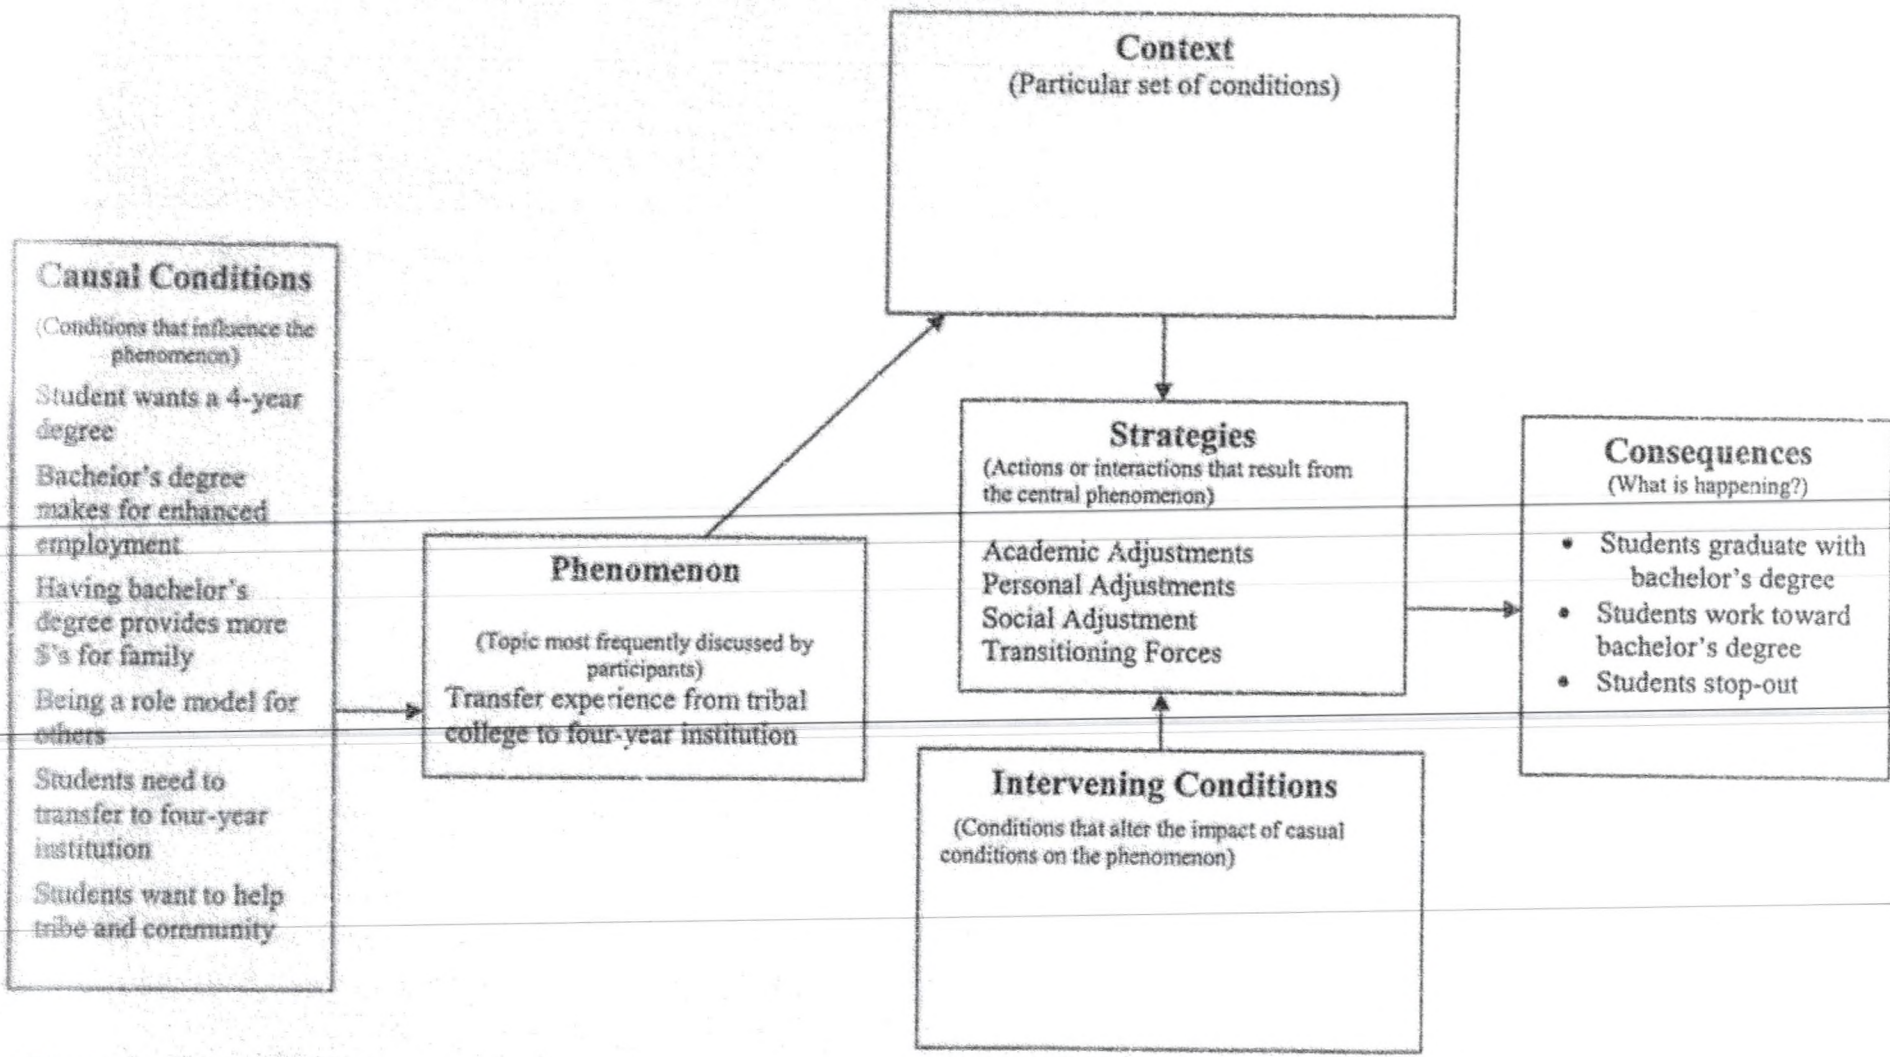 Context
(Particular set of conditions)
Causal Conditions
(Conditions that influence the
phenomenon)
Student wants a 4-year
degree
Bachelor's degree
makes for enhanced
employment
Having bachelor's
degree provides more
$'s for family
Being a role model for
others
Students need to
transfer to four-year
institution
Students want to help
tribe and community
Phenomenon
(Topic most frequently discussed by
participants)
Transfer experience from tribal
college to four-year institution
Strategies
(Actions or interactions that result from
the central phenomenon)
Academic Adjustments
Personal Adjustments
Social Adjustment
Transitioning Forces
Intervening Conditions
(Conditions that alter the impact of casual
conditions on the phenomenon)
Consequences
(What is happening?)
• Students graduate with
bachelor's degree
• Students work toward
bachelor's degree
• Students stop-out